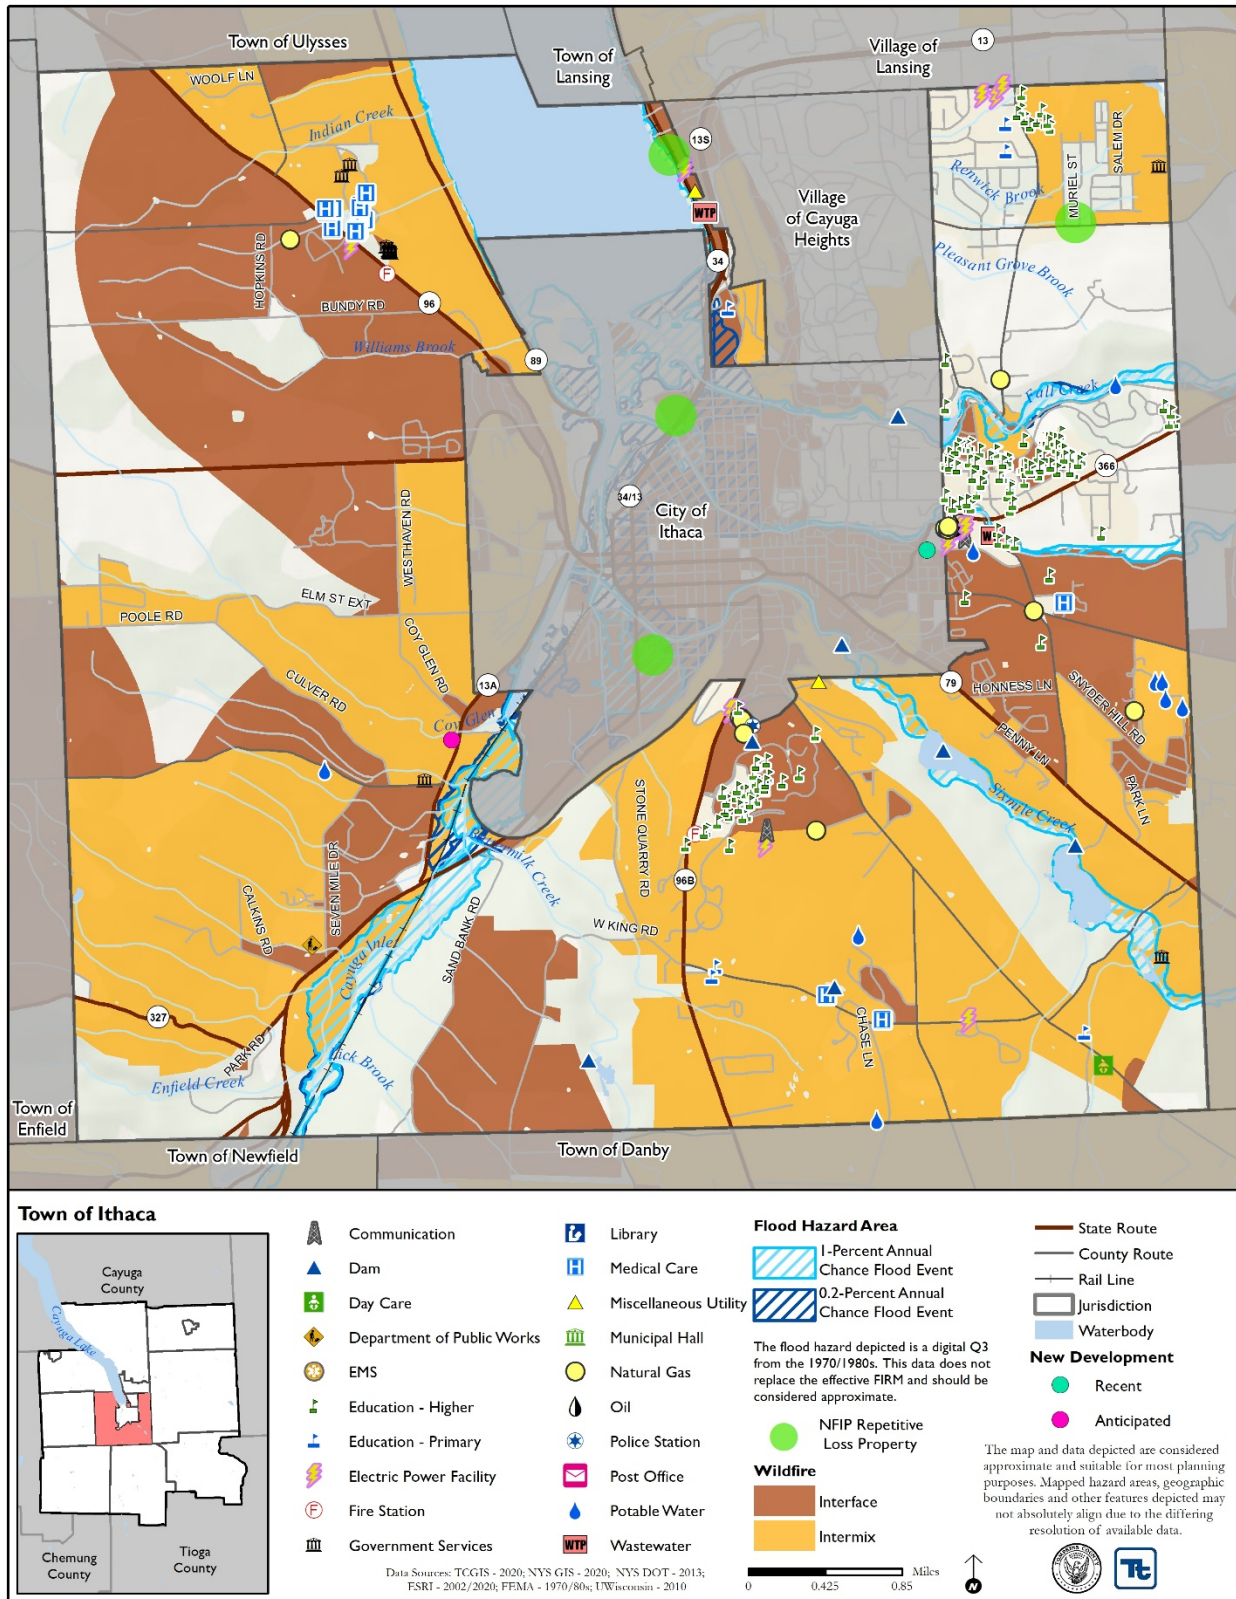 Town of Ulysses
Town of
Lansing
Village of
Lansing
13
WOOLF LN
Indian Creek
13S
SALEM DR
MURIEL ST
Renwick Brook
WTP
Village
of Cayuga
Heights
34
Pleasant Grove Brook
HOPKINS RD
BUNDY RD
96
Williams Brook
89
Fall Creek
366
34/13
City of
Ithaca
WESTHAVEN RD
ELM ST EXT
POOLE RD
COY GLEN RD
CULVER RD
13A
Coy Glen
79
HONNESS LN
SNYDER HILL RD
PENNY LN
PARK LN
Sixmile Creek
STONE QUARRY RD
Buttermilk Creek
96B
SEVEN MILE DR
CALKINS RD
SAND BANK RD
W KING RD
Cayuga Inlet
327
CHASE LN
PARK RD
Lick Brook
Enfield Creek
Town of
Enfield
Town of Newfield
Town of Danby
Town of Ithaca
Cayuga
County
Cayuga Lake
Chemung
County
Tioga
County
Communication
Dam
Day Care
Department of Public Works
EMS
Education - Higher
Education - Primary
Electric Power Facility
F
Fire Station
Government Services
Library
H
Medical Care
Miscellaneous Utility
Municipal Hall
Natural Gas
Oil
Police Station
Post Office
Potable Water
WTP
Wastewater
Flood Hazard Area
1-Percent Annual
Chance Flood Event
0.2-Percent Annual
Chance Flood Event
The flood hazard depicted is a digital Q3
from the 1970/1980s. This data does not
replace the effective FIRM and should be
considered approximate.
NFIP Repetitive
Loss Property
Wildfire
Interface
Intermix
State Route
County Route
Rail Line
Jurisdiction
Waterbody
New Development
Recent
Anticipated
The map and data depicted are considered
approximate and suitable for most planning
purposes. Mapped hazard areas, geographic
boundaries and other features depicted may
not absolutely align due to the differing
resolution of available data.
Data Sources: TCGIS - 2020; NYS GIS - 2020; NYS DOT - 2013;
ESRI - 2002/2020; FEMA - 1970/80s; UWisconsin - 2010
Miles
0 0.425 0.85
N
Tt